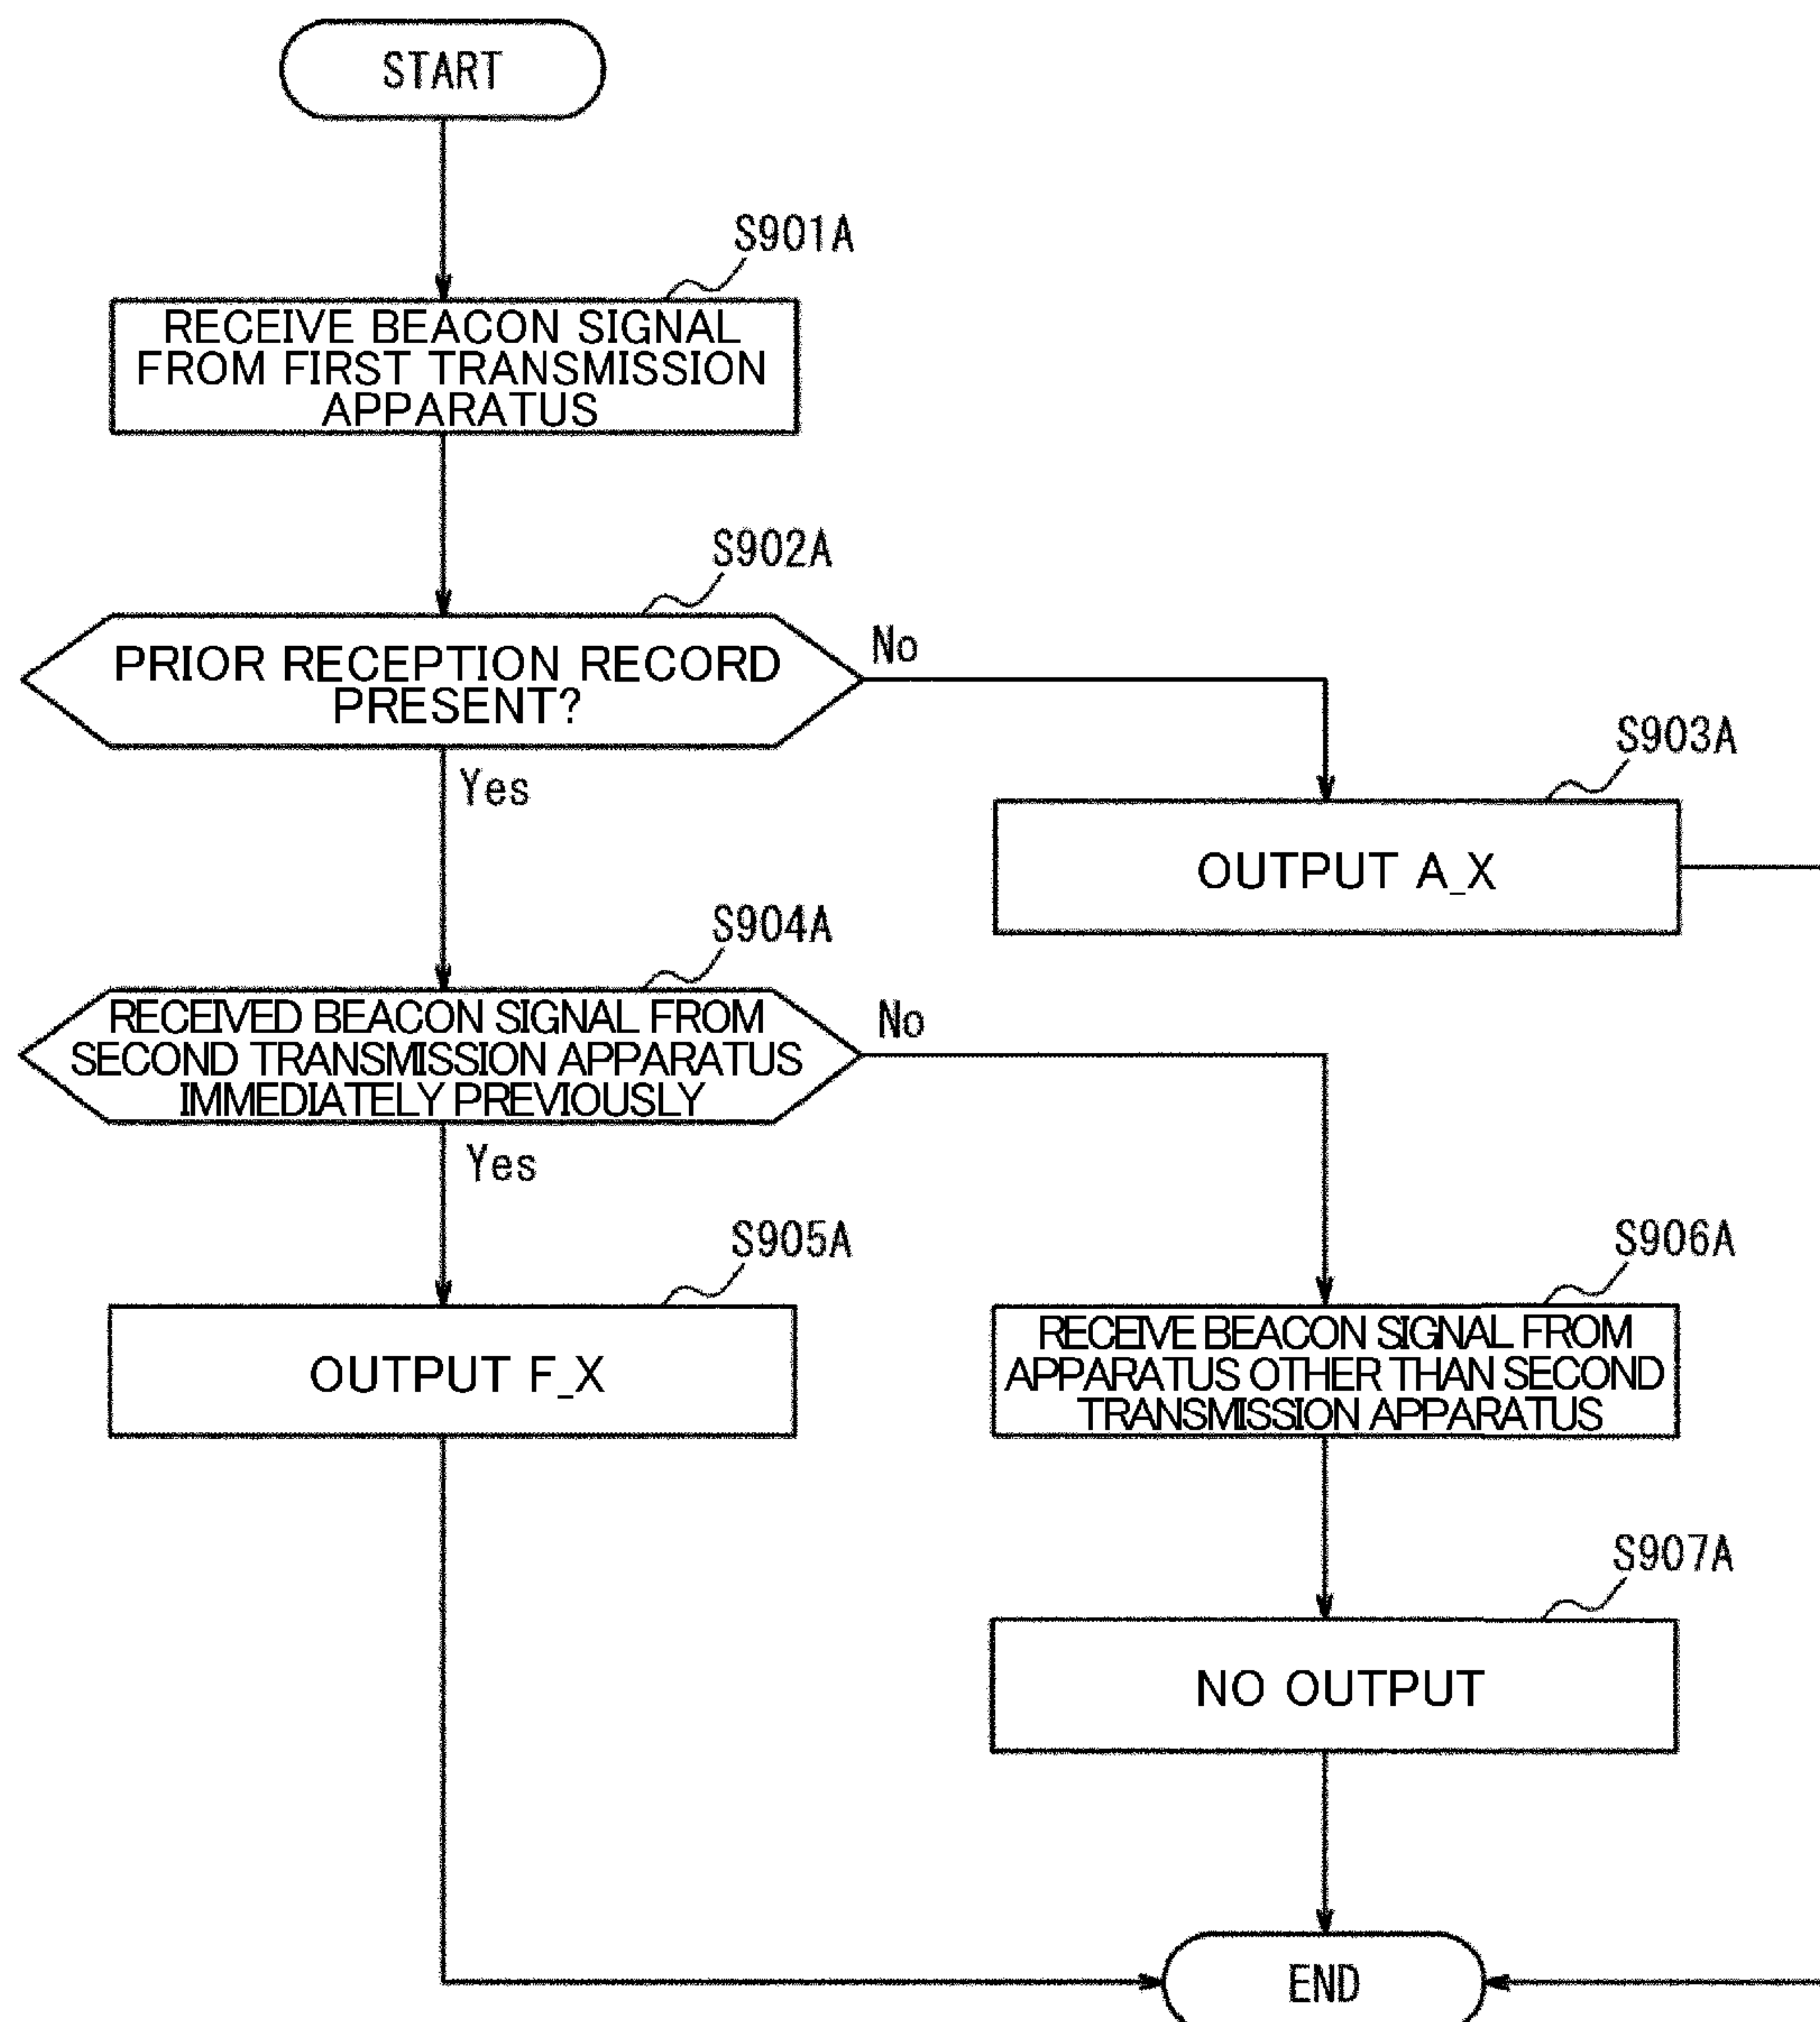 START
S901A
RECEIVE BEACON SIGNAL
FROM FIRST TRANSMISSION
APPARATUS
S902A
PRIOR RECEPTION RECORD
PRESENT?
No
Yes
S903A
OUTPUT A_X
S904A
RECEIVED BEACON SIGNAL FROM
SECOND TRANSMISSION APPARATUS
IMMEDIATELY PREVIOUSLY
No
Yes
S905A
OUTPUT F_X
S906A
RECEIVE BEACON SIGNAL FROM
APPARATUS OTHER THAN SECOND
TRANSMISSION APPARATUS
S907A
NO OUTPUT
END